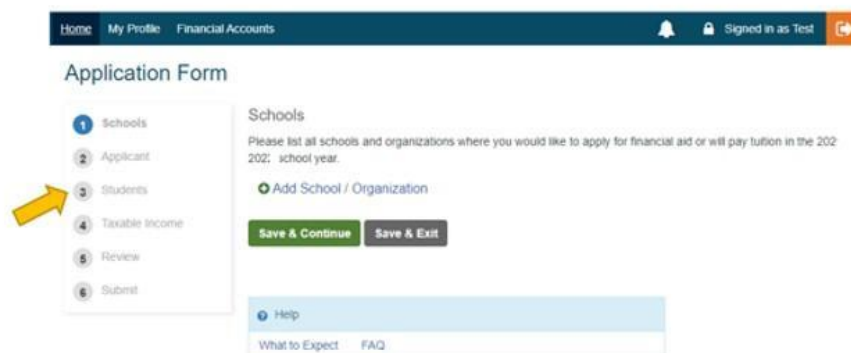 Home My Profile Financial Accounts Signed in as Test
Application Form
1 Schools
2 Applicant
3 Students
4 Taxable Income
5 Review
6 Submit
Schools
Please list all schools and organizations where you would like to apply for financial aid or will pay tuition in the
school year.
Add School / Organization
Save & Continue Save & Exit
Help
What to Expect FAQ